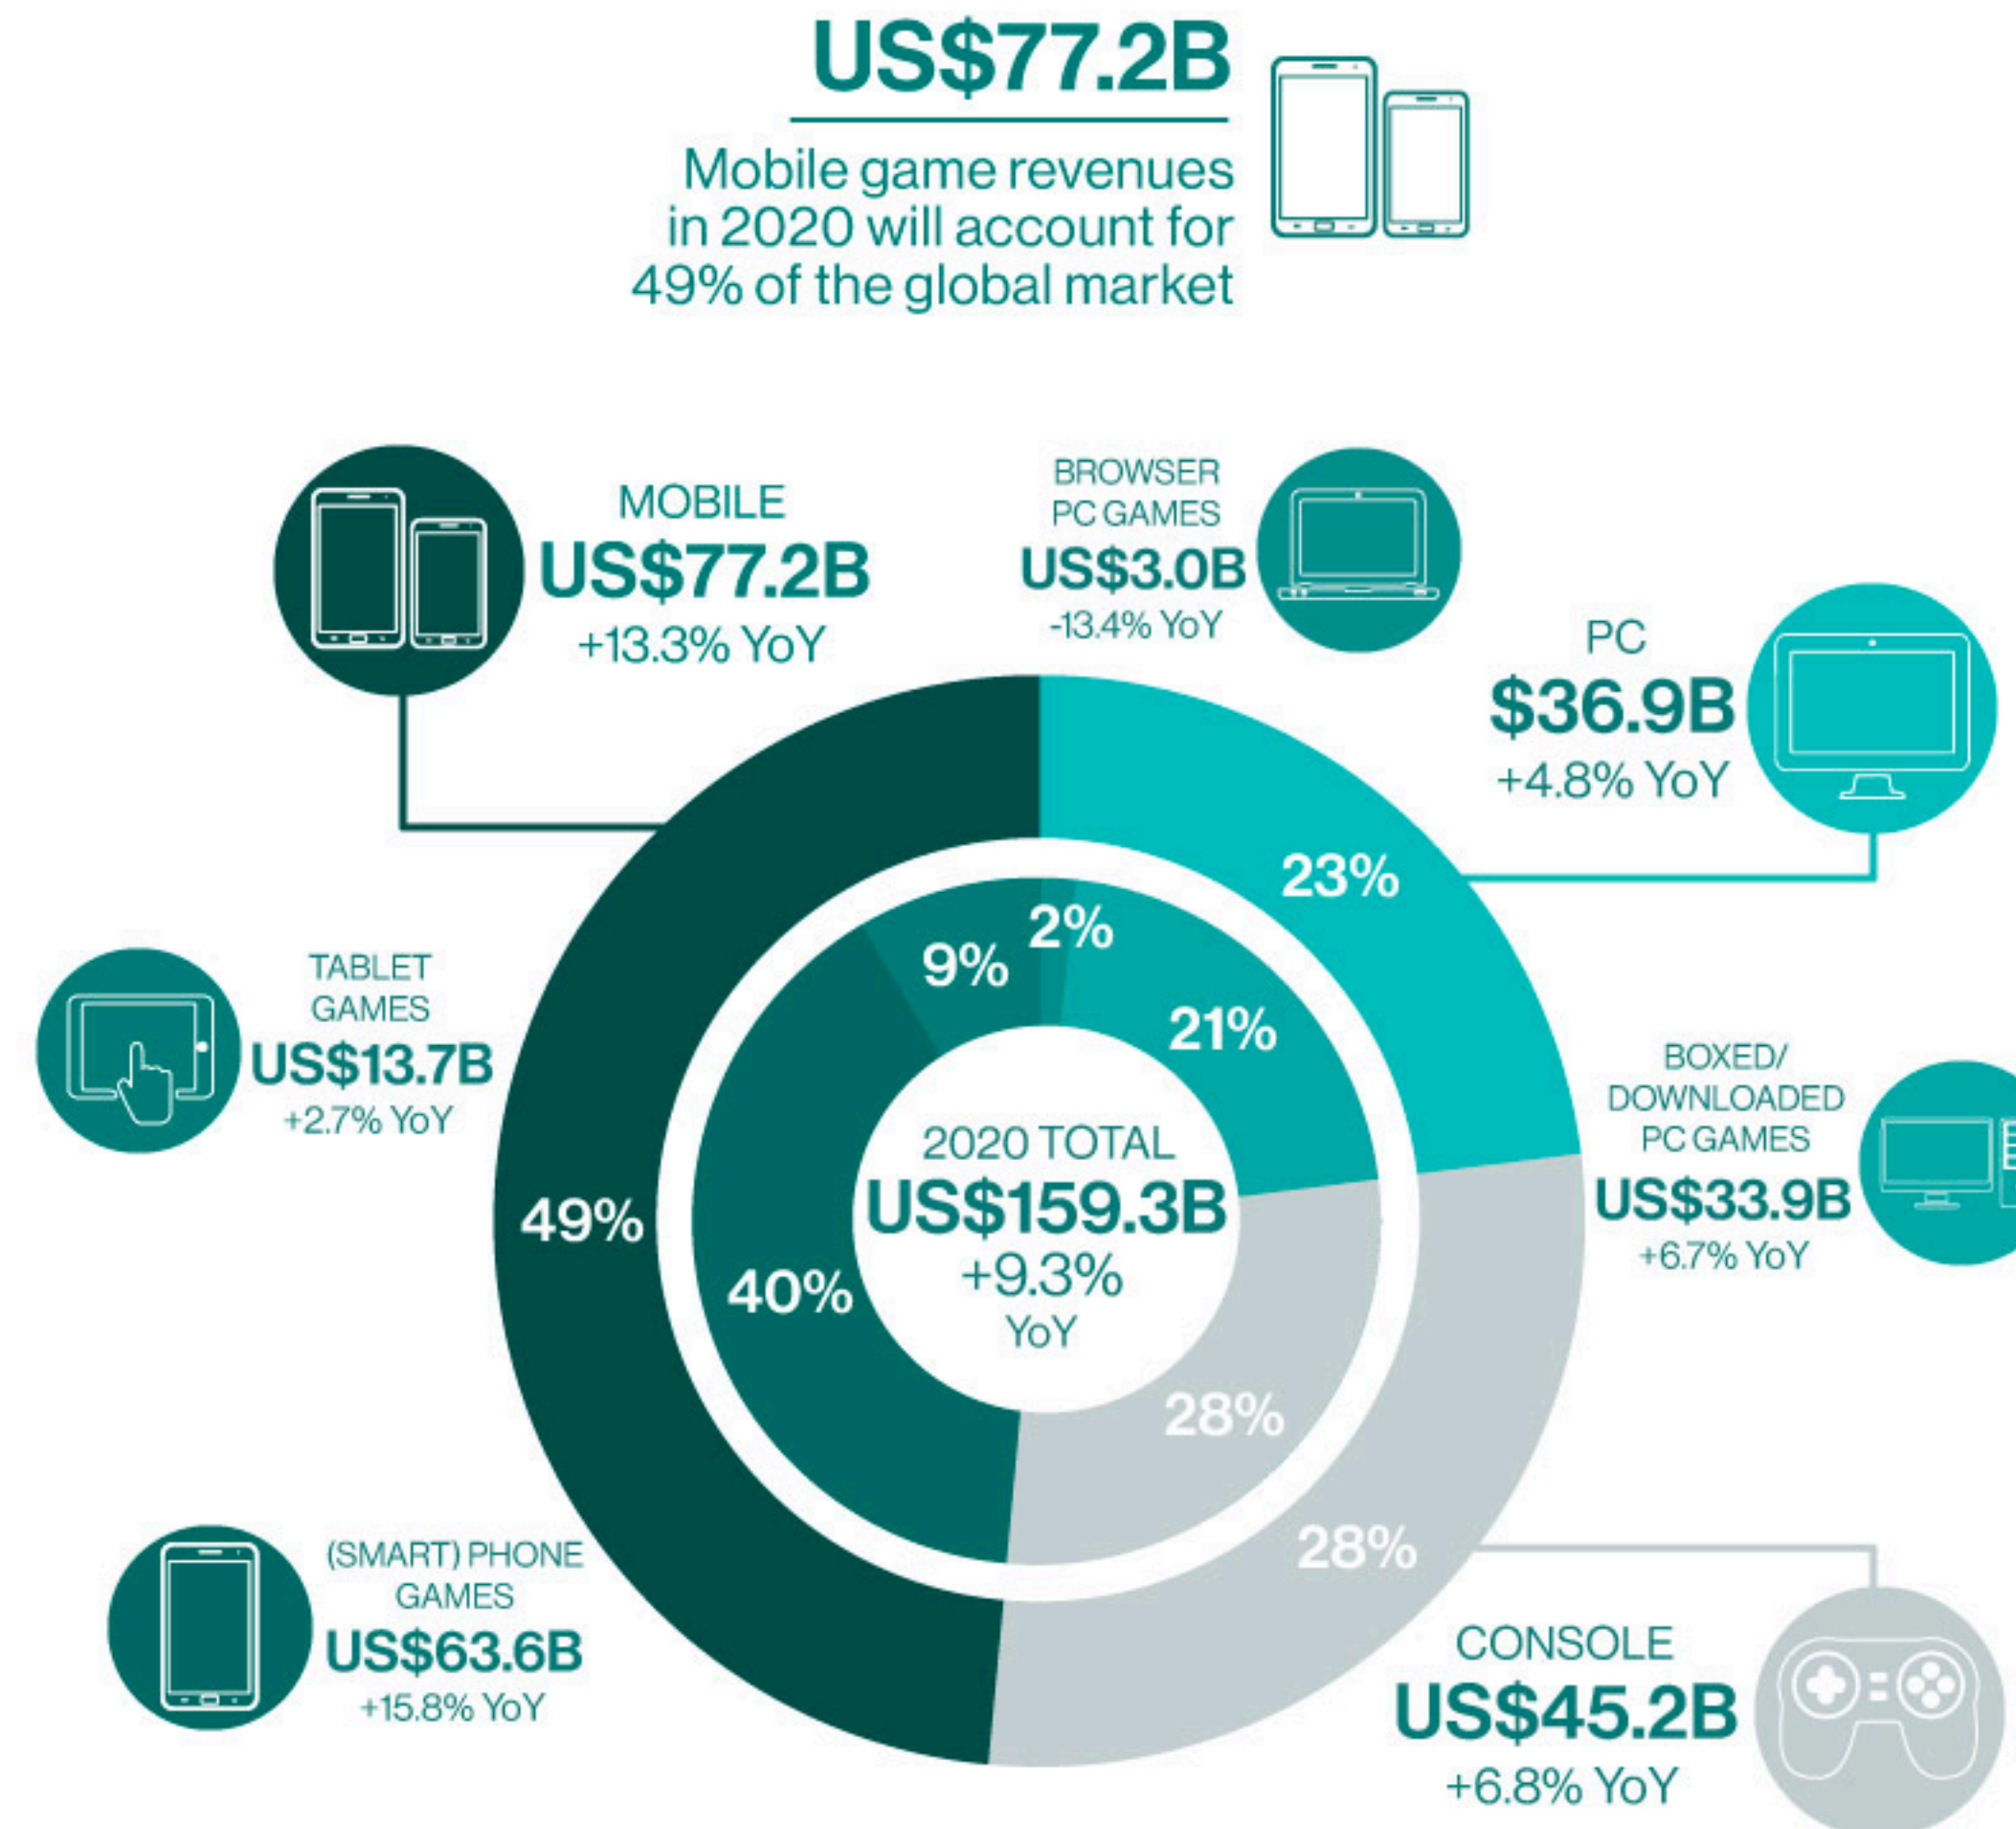 US$77.2B
Mobile game revenues
in 2020 will account for
49% of the global market
MOBILE
US$77.2B
+13.3% YoY
BROWSER
PC GAMES
US$3.0B
-13.4% YoY
PC
$36.9B
+4.8% YoY
23%
2%
9%
21%
TABLET
GAMES
US$13.7B
+2.7% YoY
BOXED/
DOWNLOADED
PC GAMES
US$33.9B
+6.7% YoY
2020 TOTAL
US$159.3B
+9.3%
YoY
49%
40%
28%
28%
(SMART) PHONE
GAMES
US$63.6B
+15.8% YoY
CONSOLE
US$45.2B
+6.8% YoY